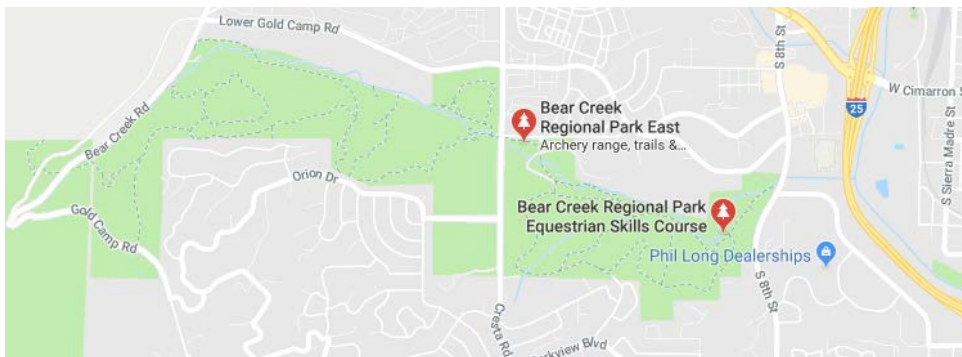 Lower Gold Camp Rd
S 8th St
W Cimarron S
25
Bear Creek
Regional Park East
Archery range, trails &...
Bear Creek Rd
S Sierra Madre St
Orion Dr
Bear Creek Regional Park
Equestrian Skills Course
Gold Camp Rd
Phil Long Dealerships
S 8th St
Cresta Rd
rkview Blvd